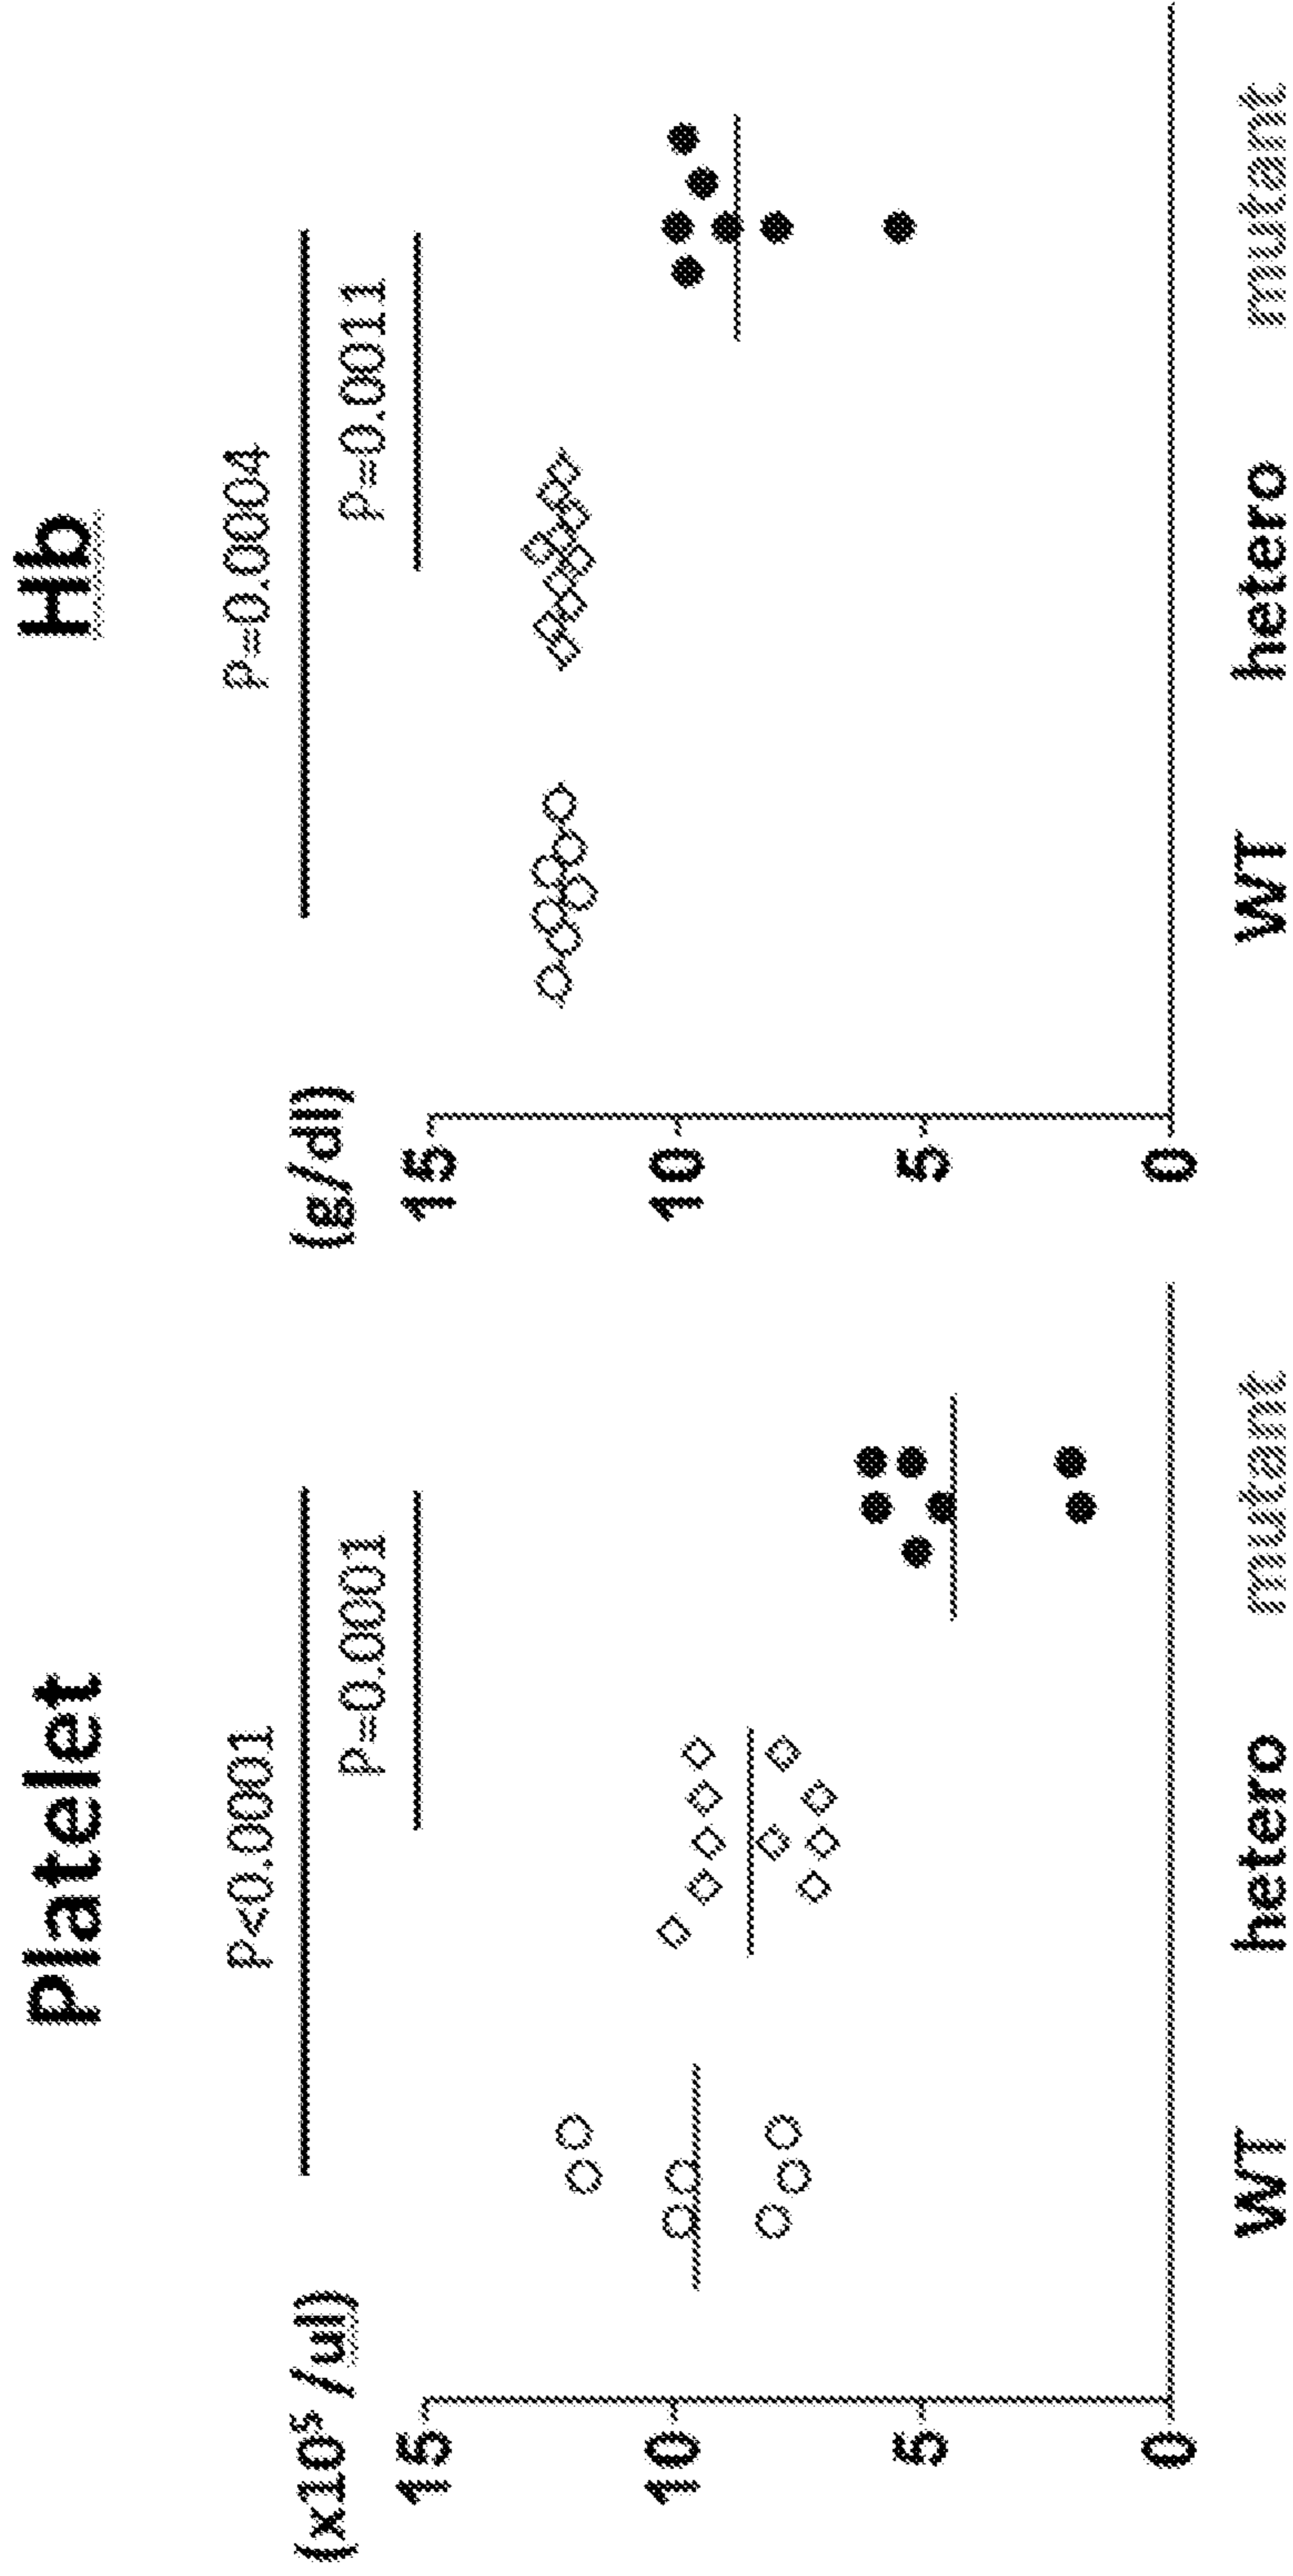 Platelet
(x10⁵ /ul)
P<0.0001
P=0.0001
15
10
5
0
WT hetero mutant
Hb
(g/dl)
P=0.0004
P=0.0011
15
10
5
0
WT hetero mutant